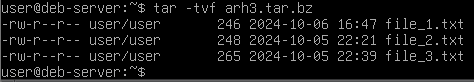 user@deb-server:~$ tar -tvf arh3.tar.bz
-rw-r--r-- user/user 246 2024-10-06 16:47 file_1.txt
-rw-r--r-- user/user 248 2024-10-05 22:21 file_2.txt
-rw-r--r-- user/user 265 2024-10-05 22:39 file_3.txt
user@deb-server:~$